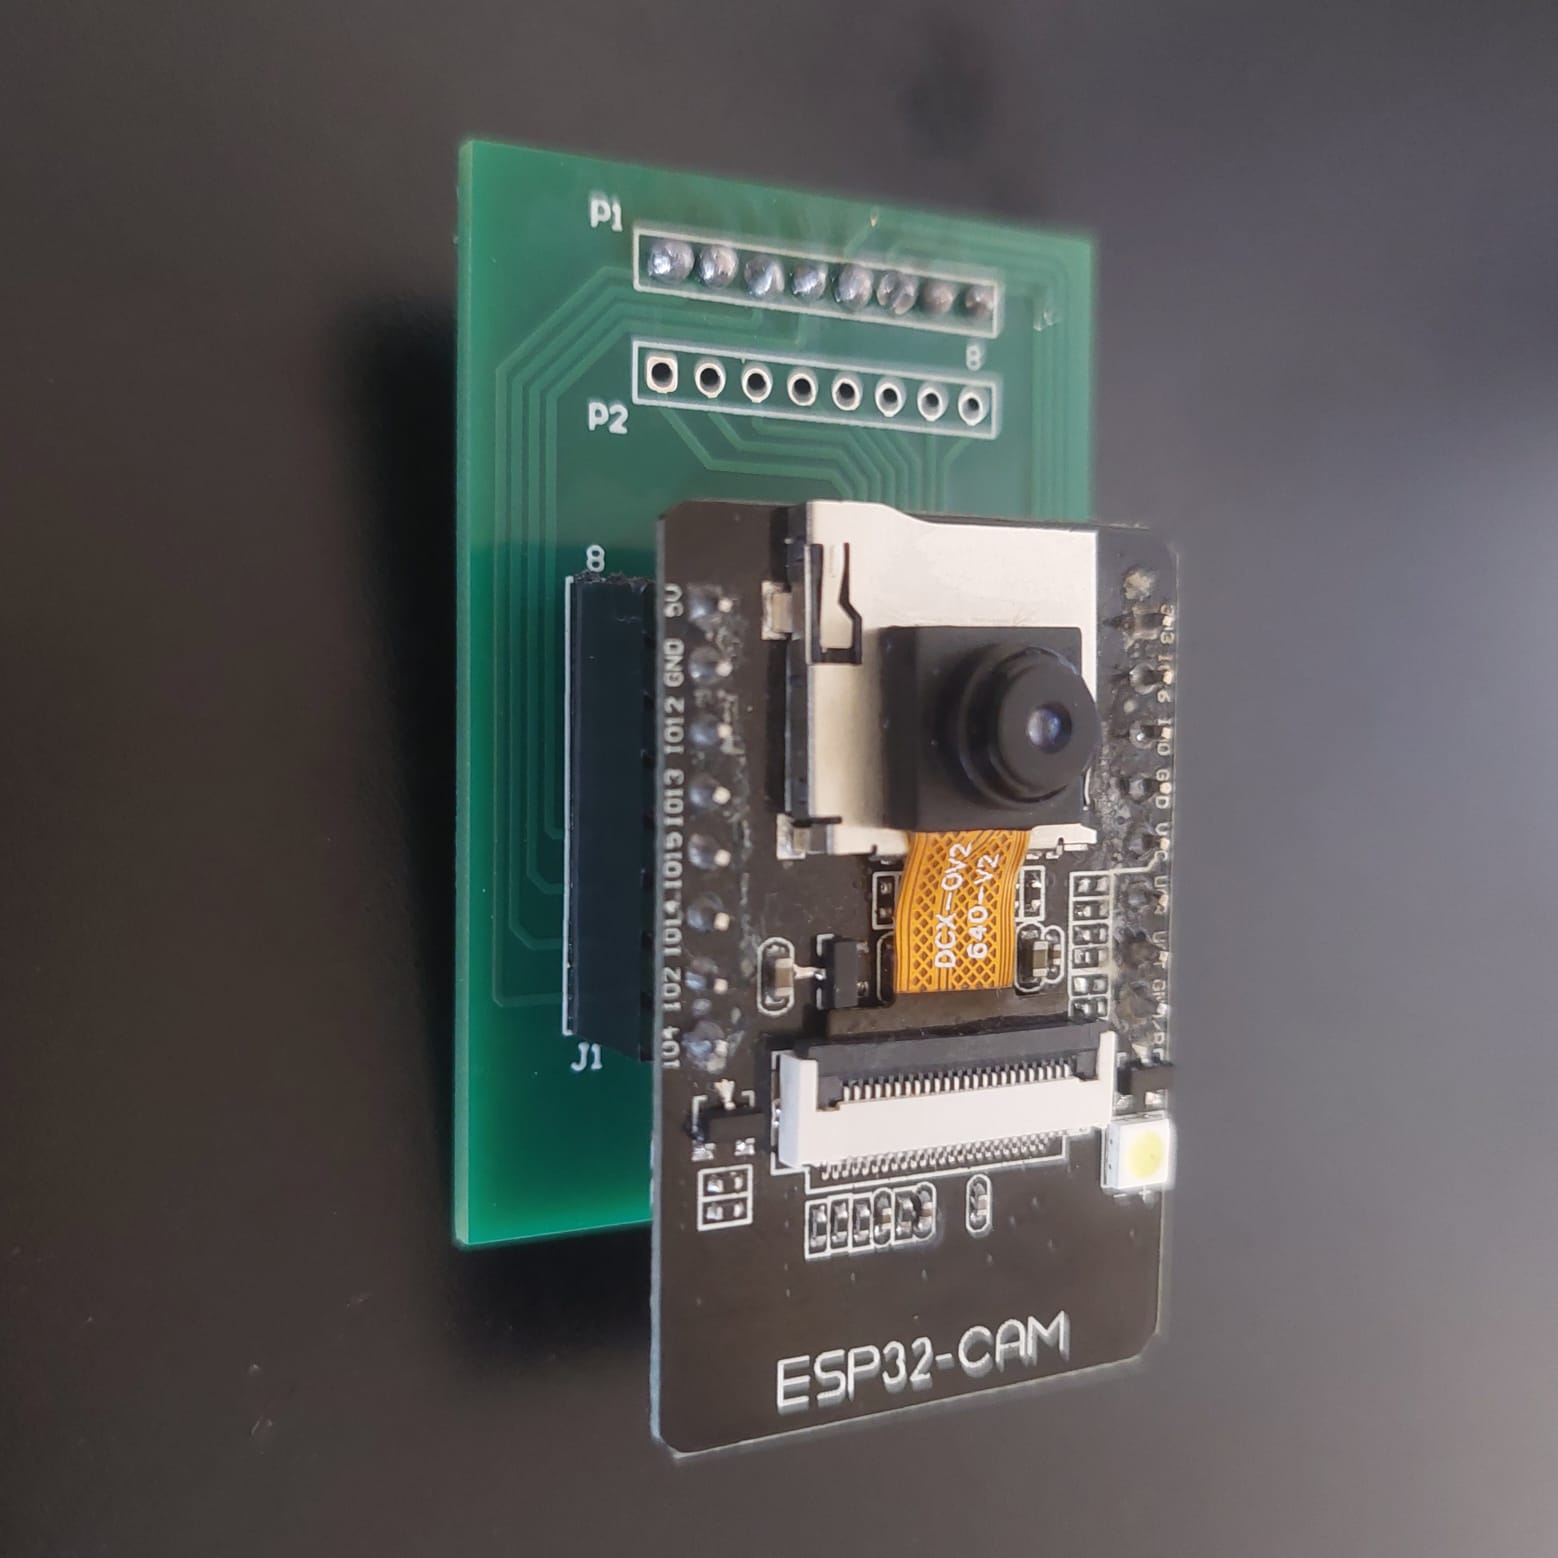 P1
8
P2
8
J1
5V
GND
IO12
IO13
IO15
IO14
IO2
IO4
DCX-OV2
640-V2
ESP32-CAM